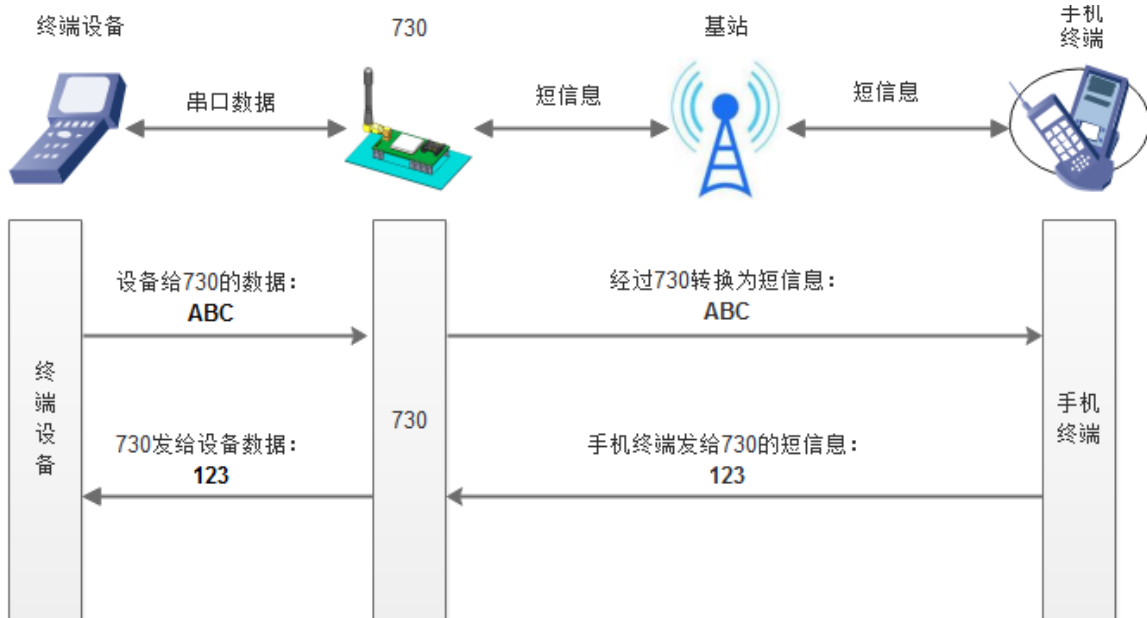 终端设备
730
基站
手机
终端
串口数据
短信息
短信息
设备给730的数据：
ABC
经过730转换为短信息：
ABC
终
端
设
备
730
手机
终端
730发给设备数据：
123
手机终端发给730的短信息：
123